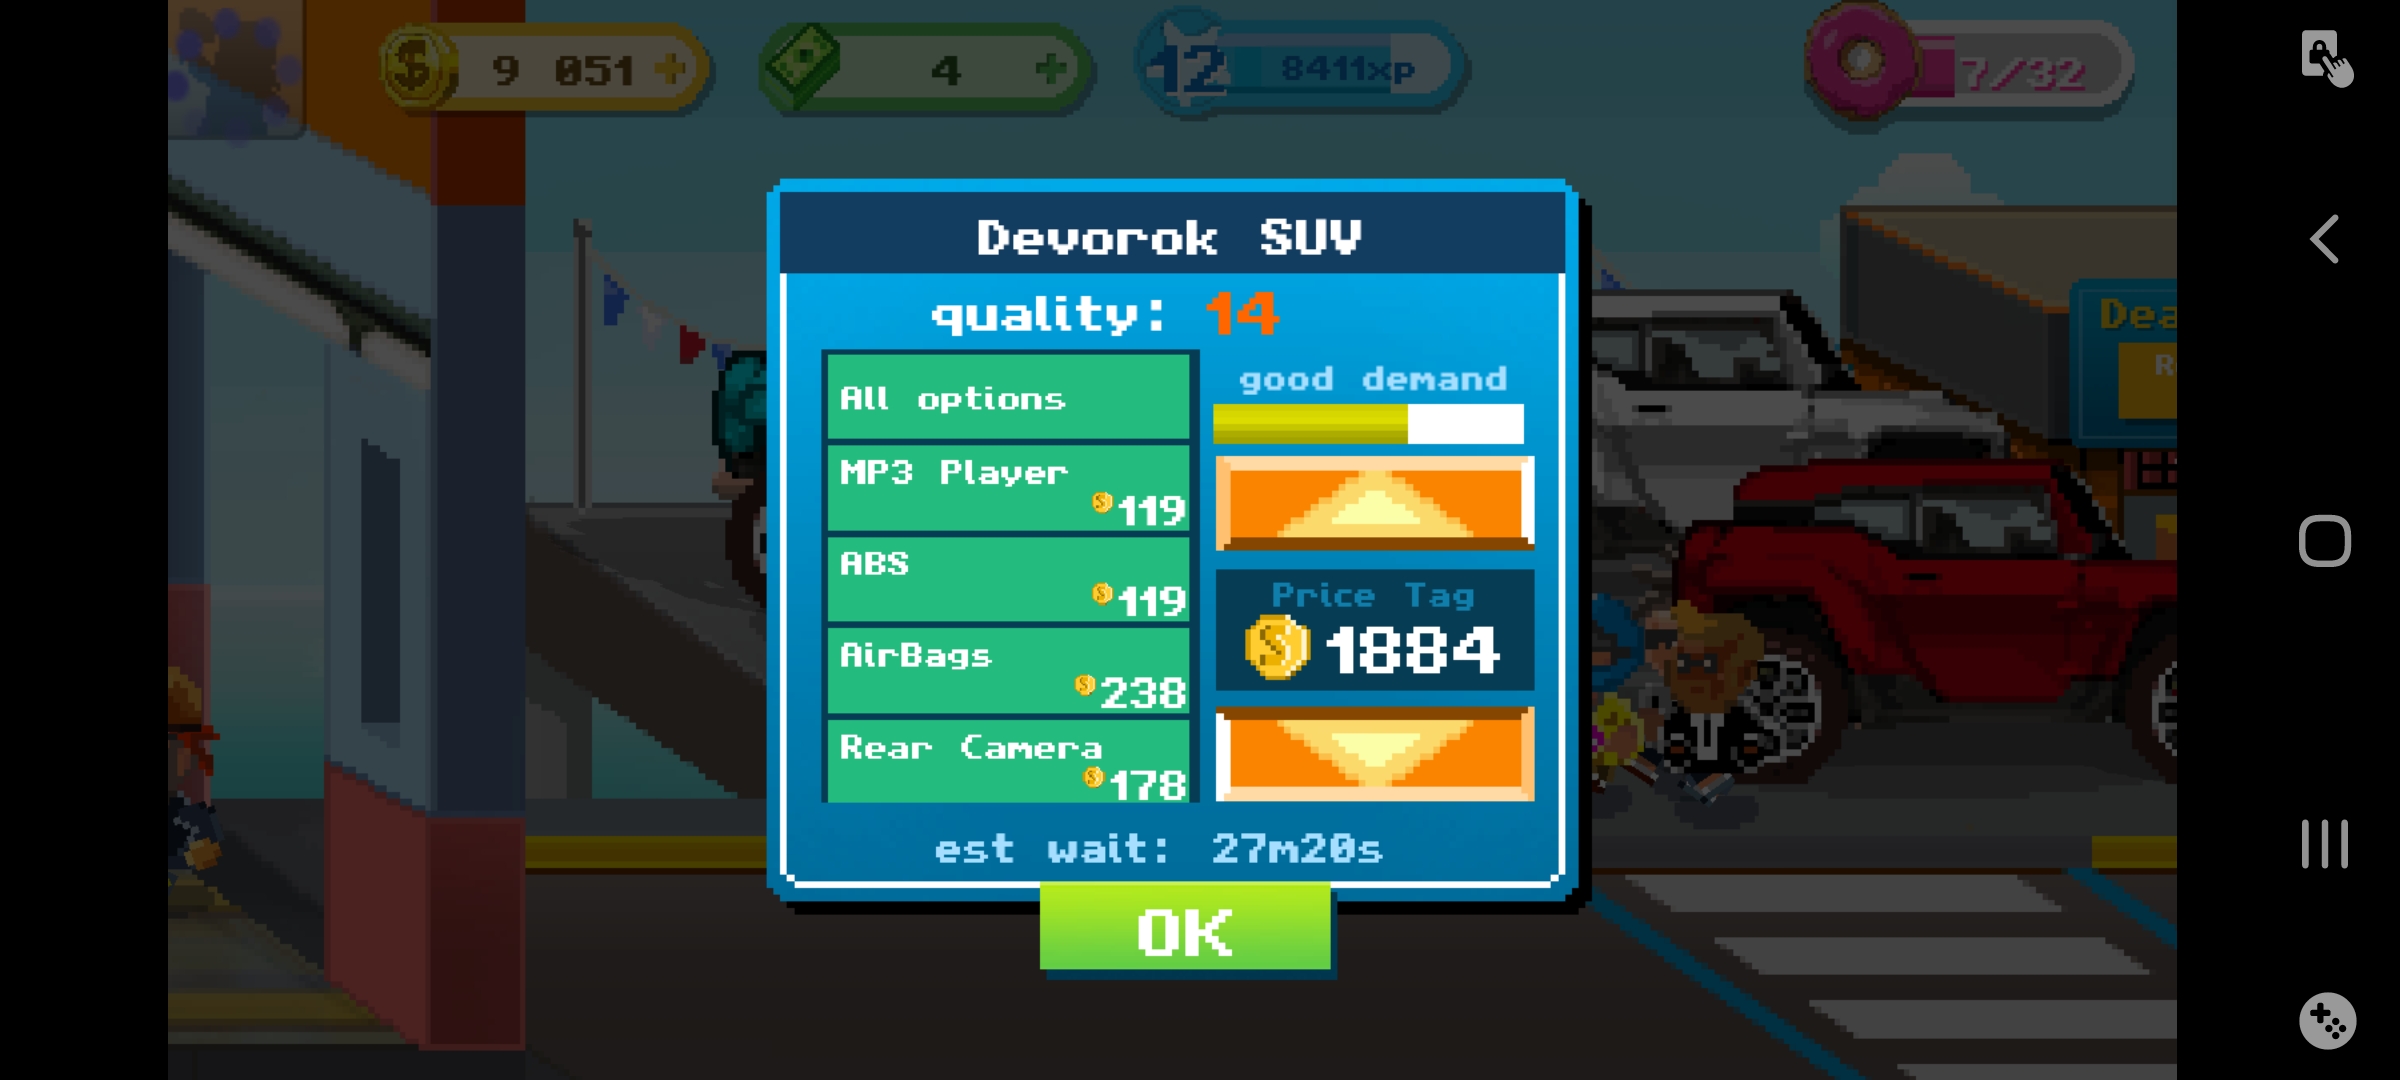 9 051 +
4 +
12
8411xp
7/32
Devorok SUV
quality: 14
All options
MP3 Player
119
ABS
119
AirBags
238
Rear Camera
178
good demand
Price Tag
1884
est wait: 27m20s
OK
Dea
R